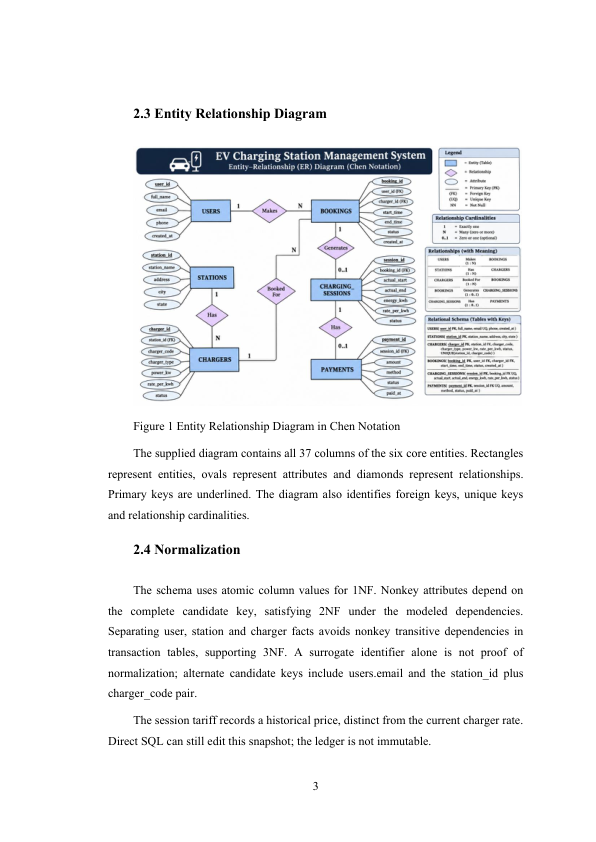 2.3 Entity Relationship Diagram
EV Charging Station Management System
Entity-Relationship (ER) Diagram (Chen Notation)
user_id
full_name
email
phone
created_at
USERS
1
Makes
N
BOOKINGS
booking_id
user_id (FK)
charger_id (FK)
start_time
end_time
status
created_at
1
Generates
0..1
station_id
station_name
address
city
state
STATIONS
1
Has
N
N
Booked
For
1
CHARGING_
SESSIONS
session_id
booking_id (FK)
actual_start
actual_end
energy_kwh
rate_per_kwh
status
1
Has
0..1
charger_id
station_id (FK)
charger_code
charger_type
power_kw
rate_per_kwh
status
CHARGERS
PAYMENTS
payment_id
session_id (FK)
amount
method
status
paid_at
Legend
= Entity (Table)
= Relationship
= Attribute
= Primary Key (PK)
(FK) = Foreign Key
(UQ) = Unique Key
NN = Not Null
Relationship Cardinalities
1 = Exactly one
N = Many (zero or more)
0..1 = Zero or one (optional)
Relationships (with Meaning)
USERS Makes BOOKINGS
(1 : N)
STATIONS Has CHARGERS
(1 : N)
CHARGERS Booked For BOOKINGS
(1 : N)
BOOKINGS Generates CHARGING_SESSIONS
(1 : 0..1)
CHARGING_SESSIONS Has PAYMENTS
(1 : 0..1)
Relational Schema (Tables with Keys)
Figure 1 Entity Relationship Diagram in Chen Notation
The supplied diagram contains all 37 columns of the six core entities. Rectangles
represent entities, ovals represent attributes and diamonds represent relationships.
Primary keys are underlined. The diagram also identifies foreign keys, unique keys
and relationship cardinalities.
2.4 Normalization
The schema uses atomic column values for 1NF. Nonkey attributes depend on
the complete candidate key, satisfying 2NF under the modeled dependencies.
Separating user, station and charger facts avoids nonkey transitive dependencies in
transaction tables, supporting 3NF. A surrogate identifier alone is not proof of
normalization; alternate candidate keys include users.email and the station_id plus
charger_code pair.
The session tariff records a historical price, distinct from the current charger rate.
Direct SQL can still edit this snapshot; the ledger is not immutable.
3